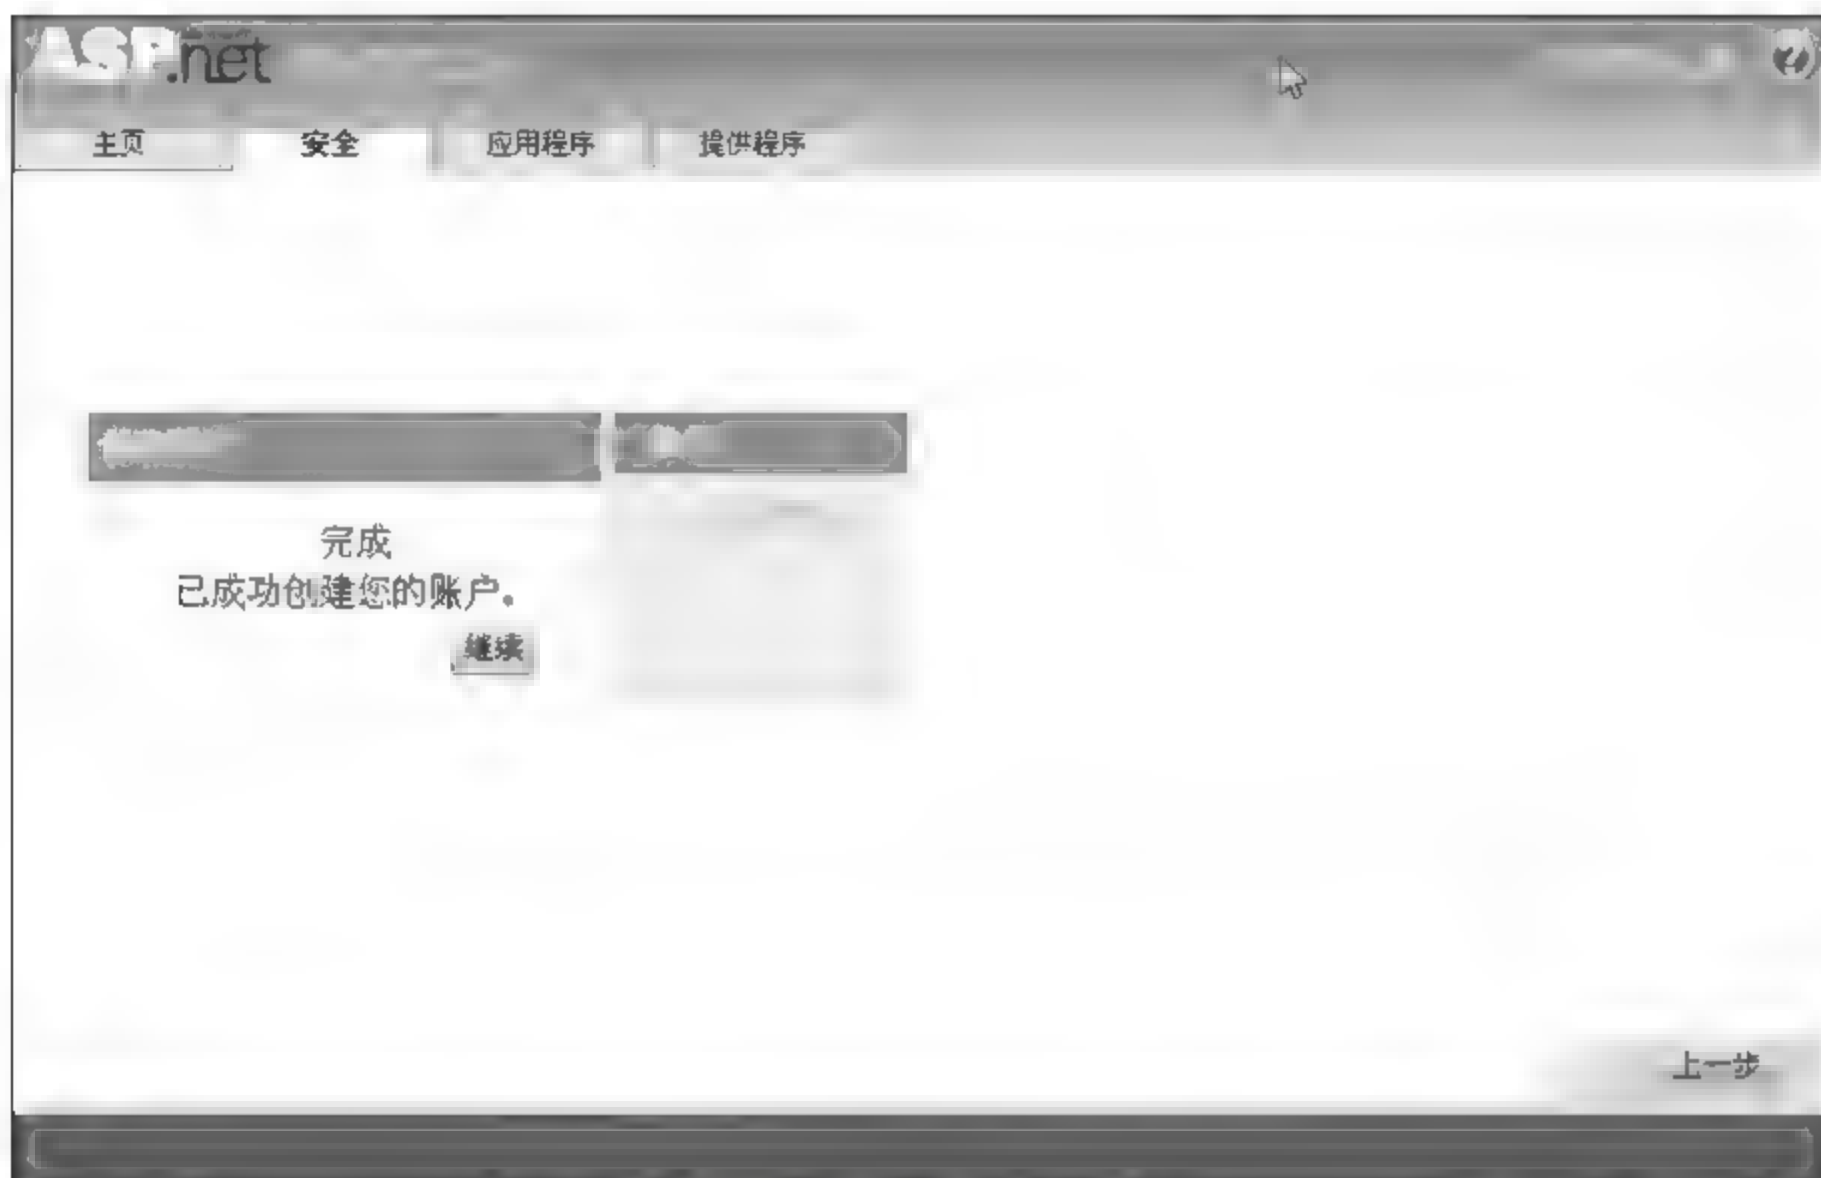 ASP.net
主页 安全 应用程序 提供程序
完成
已成功创建您的账户。
继续
上一步